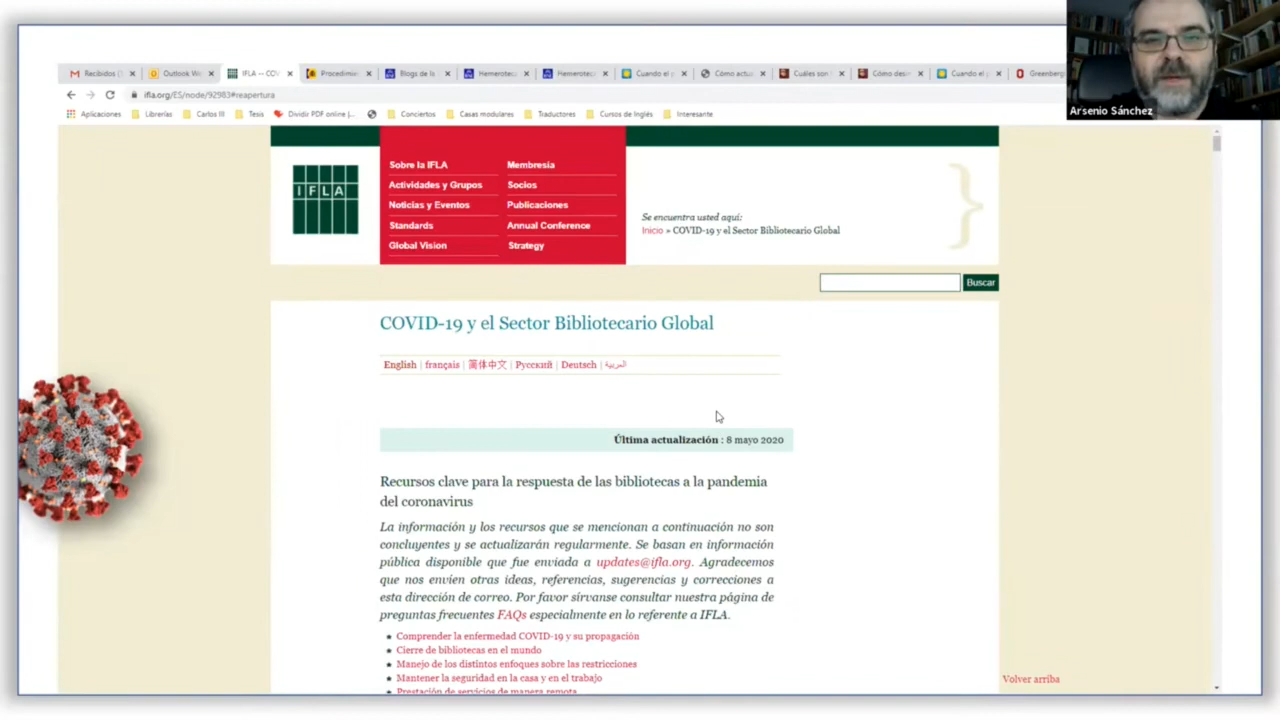 Recibidos
Outlook We
IFLA -- COV
Procedimie
Blogs de la
Hemerotec
Hemerotec
Cuando el p
Cómo actu
Cuáles son
Cómo desin
Cuando el p
Greenberg
ifla.org/ES/node/92983#reapertura
Aplicaciones
Librerías
Carlos III
Tesis
Dividir PDF online |...
Conciertos
Casas modulares
Traductores
Cursos de Inglés
Interesante
Arsenio Sánchez
IFLA
Sobre la IFLA
Membresía
Actividades y Grupos
Socios
Noticias y Eventos
Publicaciones
Standards
Annual Conference
Global Vision
Strategy
Se encuentra usted aquí:
Inicio » COVID-19 y el Sector Bibliotecario Global
Buscar
COVID-19 y el Sector Bibliotecario Global
English | français | 简体中文 | Русский | Deutsch | العربية
Última actualización : 8 mayo 2020
Recursos clave para la respuesta de las bibliotecas a la pandemia
del coronavirus
La información y los recursos que se mencionan a continuación no son
concluyentes y se actualizarán regularmente. Se basan en información
pública disponible que fue enviada a updates@ifla.org. Agradecemos
que nos envíen otras ideas, referencias, sugerencias y correcciones a
esta dirección de correo. Por favor sírvanse consultar nuestra página de
preguntas frecuentes FAQs especialmente en lo referente a IFLA.
Comprender la enfermedad COVID-19 y su propagación
Cierre de bibliotecas en el mundo
Manejo de los distintos enfoques sobre las restricciones
Mantener la seguridad en la casa y en el trabajo
Prestación de servicios de manera remota
Volver arriba